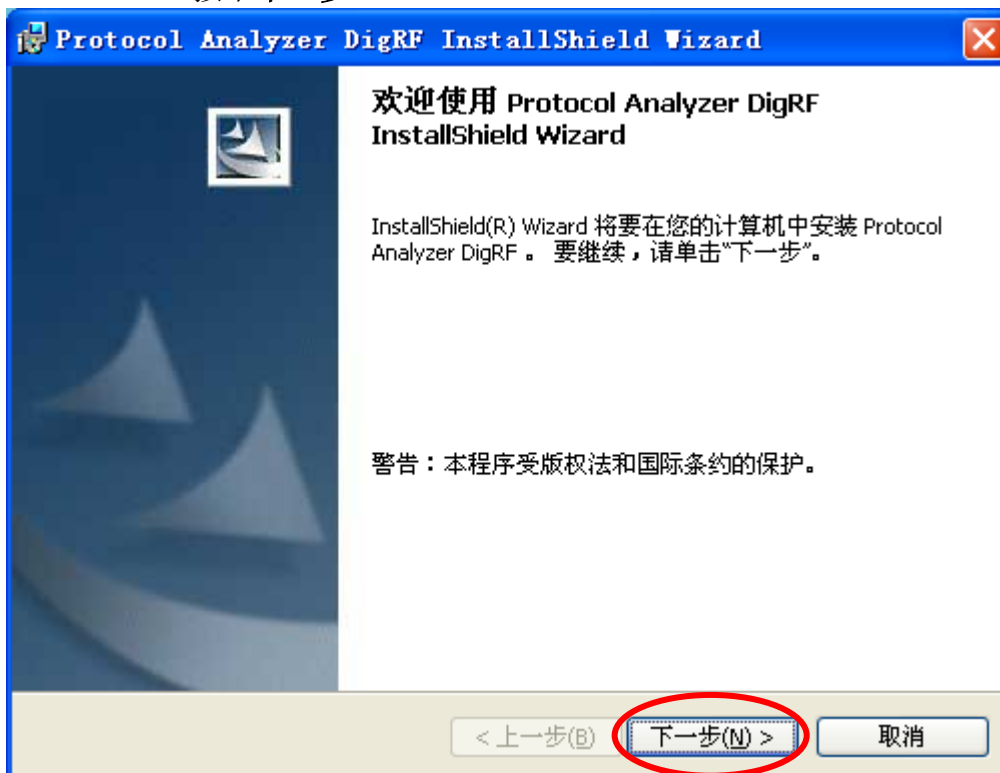 Protocol Analyzer DigRF InstallShield Wizard
欢迎使用 Protocol Analyzer DigRF
InstallShield Wizard
InstallShield(R) Wizard 将要在您的计算机中安装 Protocol
Analyzer DigRF 。 要继续，请单击“下一步”。
警告：本程序受版权法和国际条约的保护。
<上一步(B)
下一步(N) >
取消